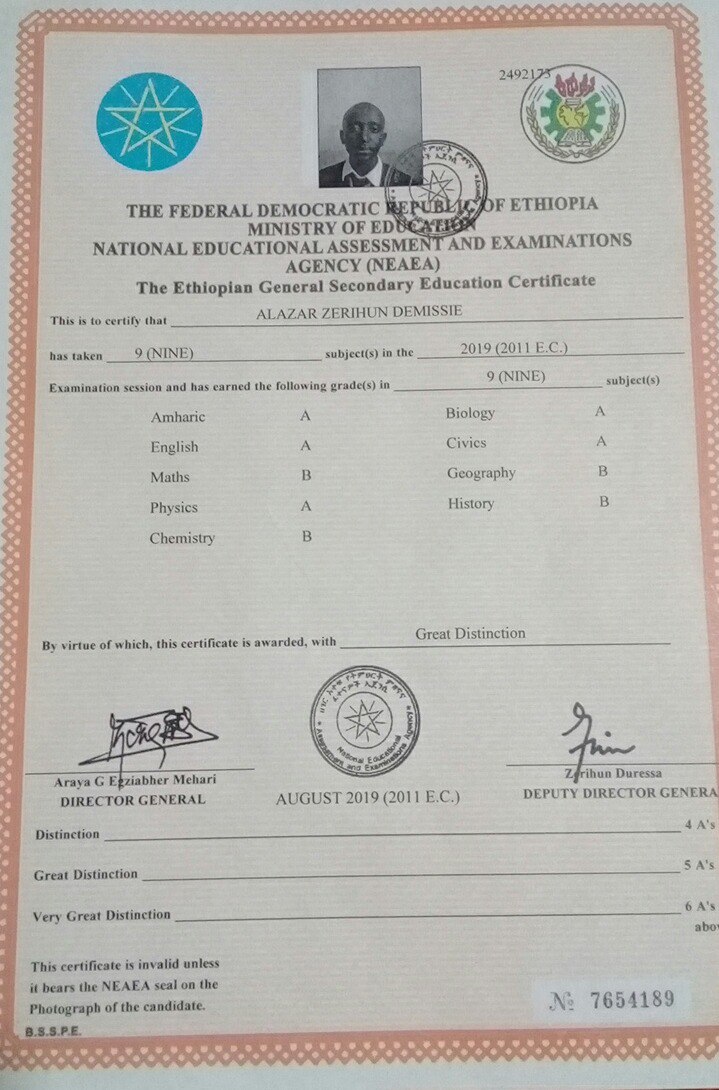 2492173
THE FEDERAL DEMOCRATIC REPUBLIC OF ETHIOPIA
MINISTRY OF EDUCATION
NATIONAL EDUCATIONAL ASSESSMENT AND EXAMINATIONS
AGENCY (NEAEA)
The Ethiopian General Secondary Education Certificate
This is to certify that ALAZAR ZERIHUN DEMISSIE
has taken 9 (NINE) subject(s) in the 2019 (2011 E.C.)
Examination session and has earned the following grade(s) in 9 (NINE) subject(s)
Amharic A Biology A
English A Civics A
Maths B Geography B
Physics A History B
Chemistry B
By virtue of which, this certificate is awarded, with Great Distinction
National Educational
Assessment and Examinations Agency
Araya G Egziabher Mehari Zerihun Duressa
DIRECTOR GENERAL AUGUST 2019 (2011 E.C.) DEPUTY DIRECTOR GENERA
Distinction 4 A's
Great Distinction 5 A's
Very Great Distinction 6 A's
abov
This certificate is invalid unless
it bears the NEAEA seal on the
Photograph of the candidate.
№ 7654189
B.S.S.P.E.